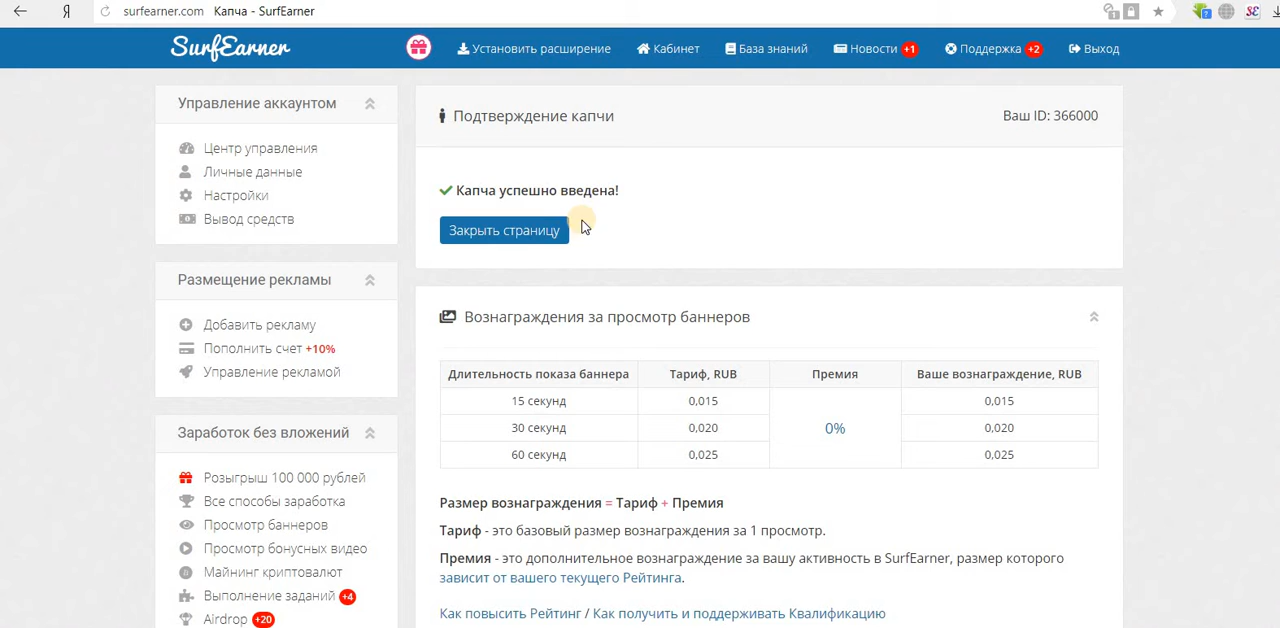 Я surfearner.com Капча - SurfEarner
SurfEarner
Установить расширение Кабинет База знаний Новости +1 Поддержка +2 Выход
Управление аккаунтом
Центр управления
Личные данные
Настройки
Вывод средств
Размещение рекламы
Добавить рекламу
Пополнить счет +10%
Управление рекламой
Заработок без вложений
Розыгрыш 100 000 рублей
Все способы заработка
Просмотр баннеров
Просмотр бонусных видео
Майнинг криптовалют
Выполнение заданий +4
Airdrop +20
Подтверждение капчи Ваш ID: 366000
Капча успешно введена!
Закрыть страницу
Вознаграждения за просмотр баннеров
Длительность показа баннера Тариф, RUB Премия Ваше вознаграждение, RUB
15 секунд 0,015 0,015
30 секунд 0,020 0% 0,020
60 секунд 0,025 0,025
Размер вознаграждения = Тариф + Премия
Тариф - это базовый размер вознаграждения за 1 просмотр.
Премия - это дополнительное вознаграждение за вашу активность в SurfEarner, размер которого
зависит от вашего текущего Рейтинга.
Как повысить Рейтинг / Как получить и поддерживать Квалификацию